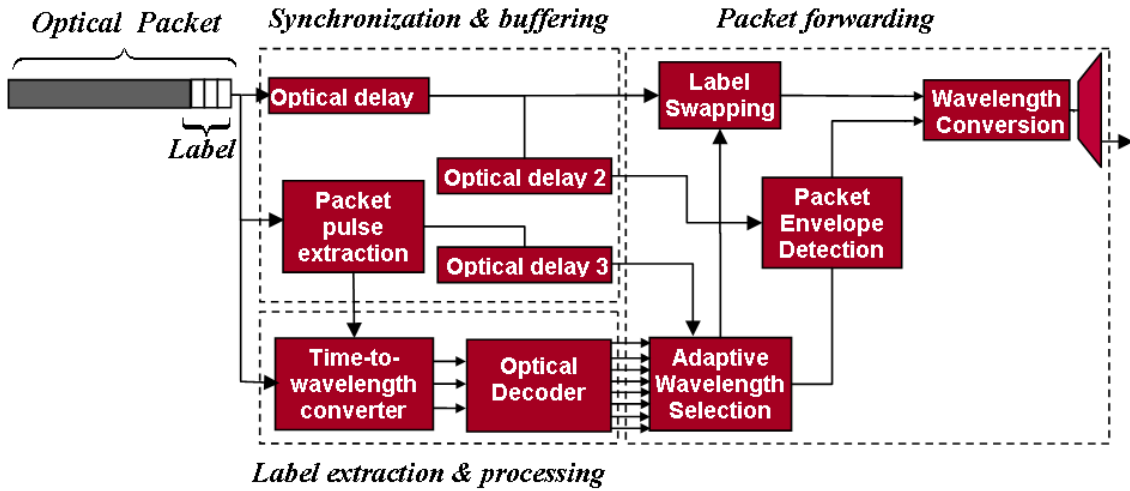 Optical Packet
Synchronization & buffering
Packet forwarding
Label
Optical delay
Label
Swapping
Wavelength
Conversion
Optical delay 2
Packet
pulse
extraction
Packet
Envelope
Detection
Optical delay 3
Time-to-
wavelength
converter
Optical
Decoder
Adaptive
Wavelength
Selection
Label extraction & processing